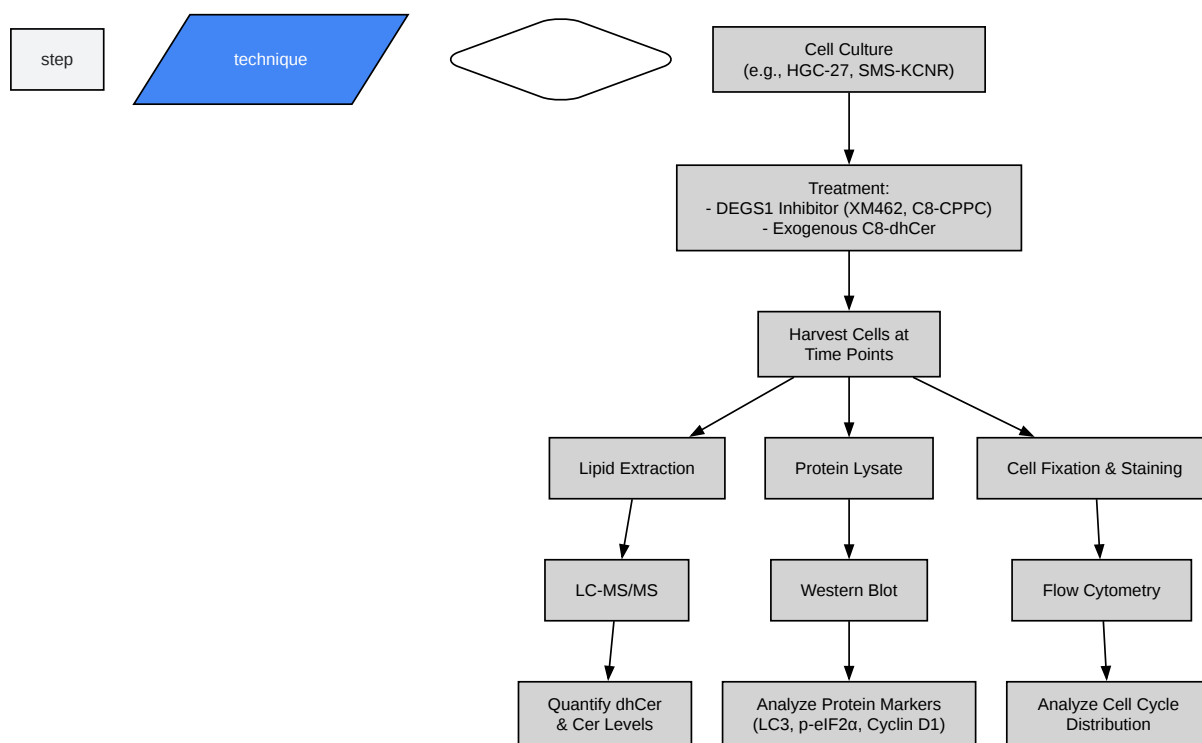 step
technique
Cell Culture
(e.g., HGC-27, SMS-KCNR)
Treatment:
- DEGS1 Inhibitor (XM462, C8-CPPC)
- Exogenous C8-dhCer
Harvest Cells at
Time Points
Lipid Extraction
Protein Lysate
Cell Fixation & Staining
LC-MS/MS
Western Blot
Flow Cytometry
Quantify dhCer
& Cer Levels
Analyze Protein Markers
(LC3, p-eIF2α, Cyclin D1)
Analyze Cell Cycle
Distribution